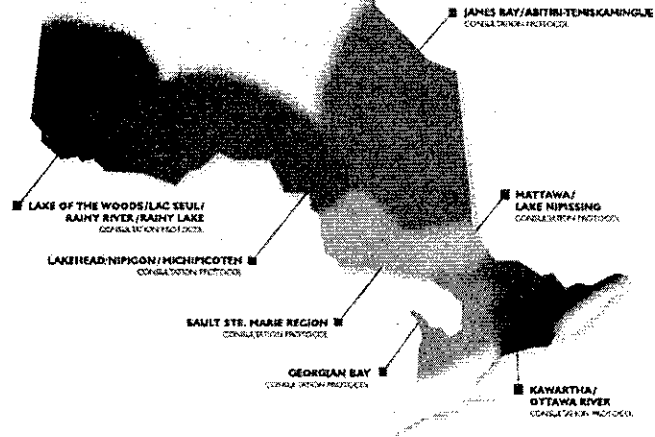 JAMES BAY/ABITIBI-TEMISKAMINGUE
CONSULTATION PROTOCOL
LAKE OF THE WOODS/LAC SEUL/
RAINY RIVER/RAINY LAKE
CONSULTATION PROTOCOL
MATTAWA/
LAKE NIPISSING
CONSULTATION PROTOCOL
LAKEHEAD/NIPIGON/MICHIPICOTEN
CONSULTATION PROTOCOL
SAULT STE. MARIE REGION
CONSULTATION PROTOCOL
GEORGIAN BAY
CONSULTATION PROTOCOL
KAWARTHA/
OTTAWA RIVER
CONSULTATION PROTOCOL